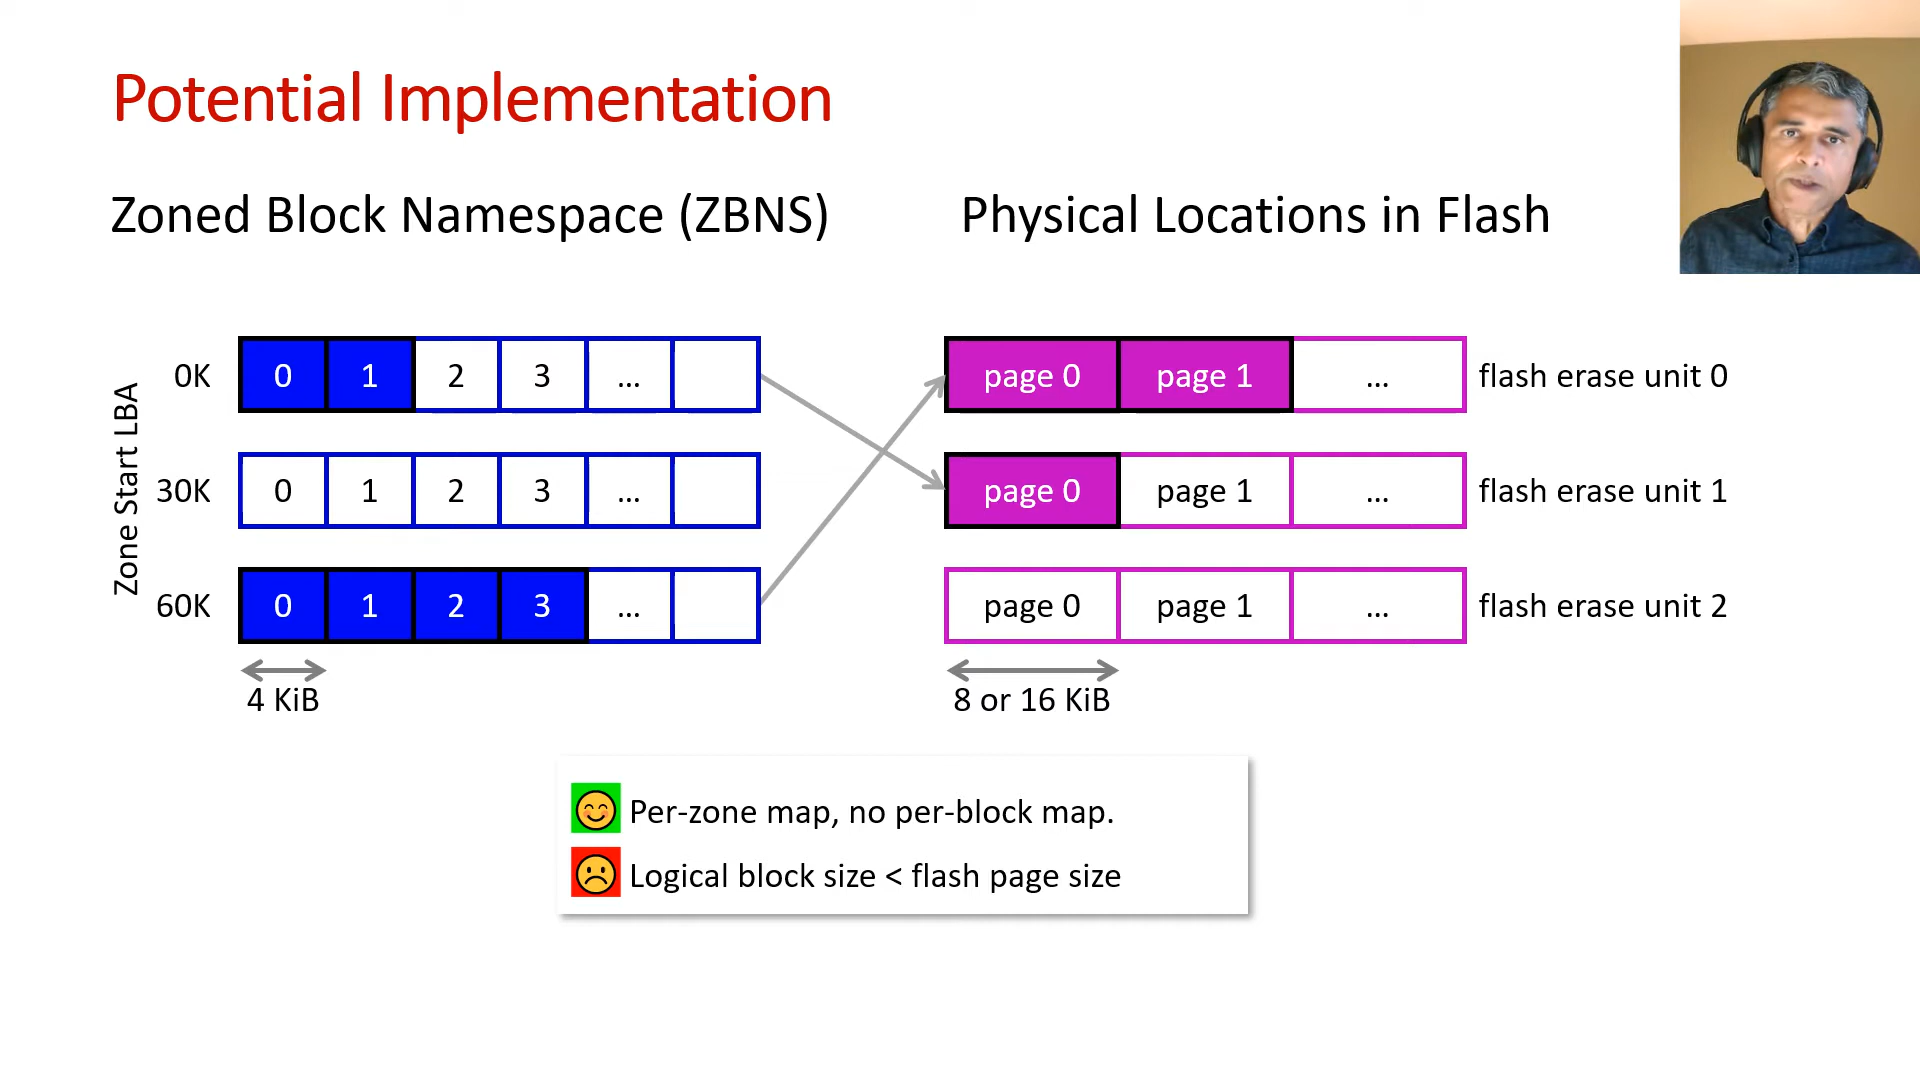 Potential Implementation
Zoned Block Namespace (ZBNS)
Physical Locations in Flash
Zone Start LBA
0K 0 1 2 3 ...
30K 0 1 2 3 ...
60K 0 1 2 3 ...
4 KiB
page 0 page 1 ... flash erase unit 0
page 0 page 1 ... flash erase unit 1
page 0 page 1 ... flash erase unit 2
8 or 16 KiB
Per-zone map, no per-block map.
Logical block size < flash page size